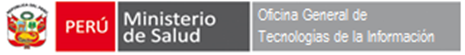 PERÚ
Ministerio
de Salud
Oficina General de
Tecnologías de la Información